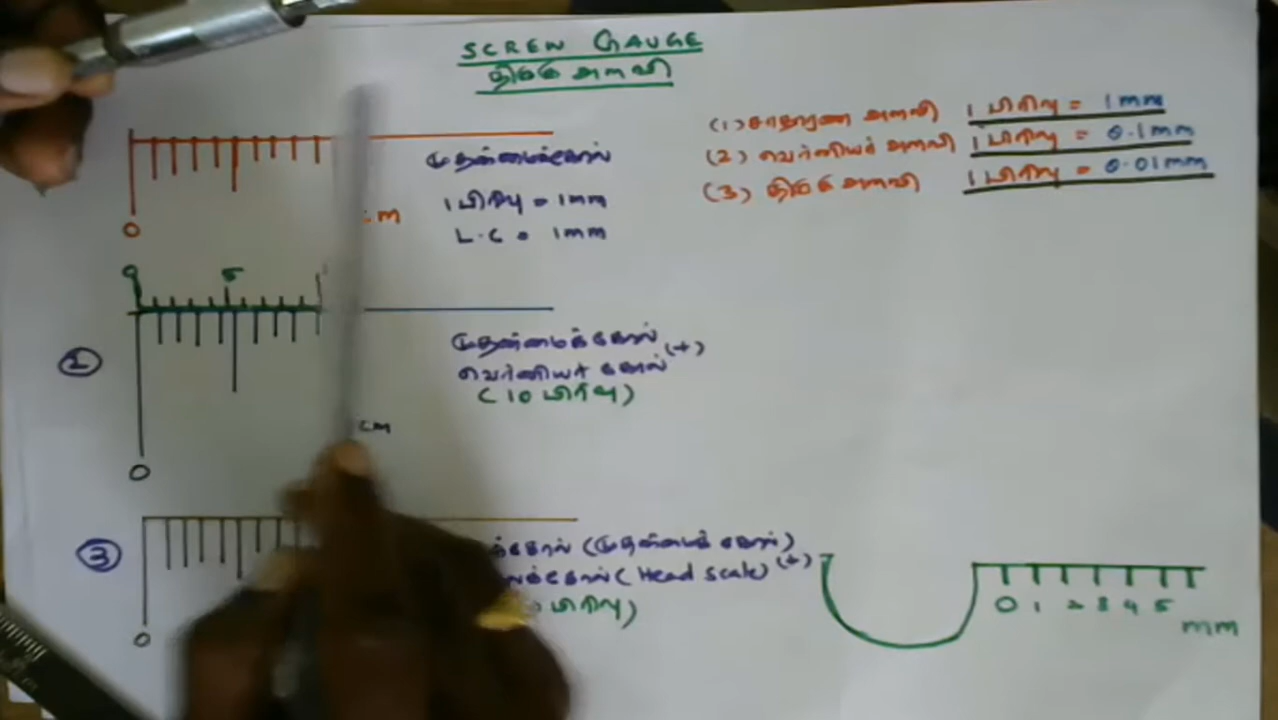 SCREW GAUGE
திருகு அளவி
(1) சாதாரண அளவி 1 பிரிவு = 1mm
(2) வெர்னியர் அளவி 1 பிரிவு = 0.1mm
(3) திருகு அளவி 1 பிரிவு = 0.01mm
முதன்மைக்கோல்
1 பிரிவு = 1mm
L.C = 1mm
0
cm
0 5
②
முதன்மைக்கோல் (+)
வெர்னியர் கோல்
(10 பிரிவு)
cm
0
③
(முதன்மைக் கோல்)
(Head Scale) (+)
பிரிவு)
0
0 1 2 3 4 5
mm